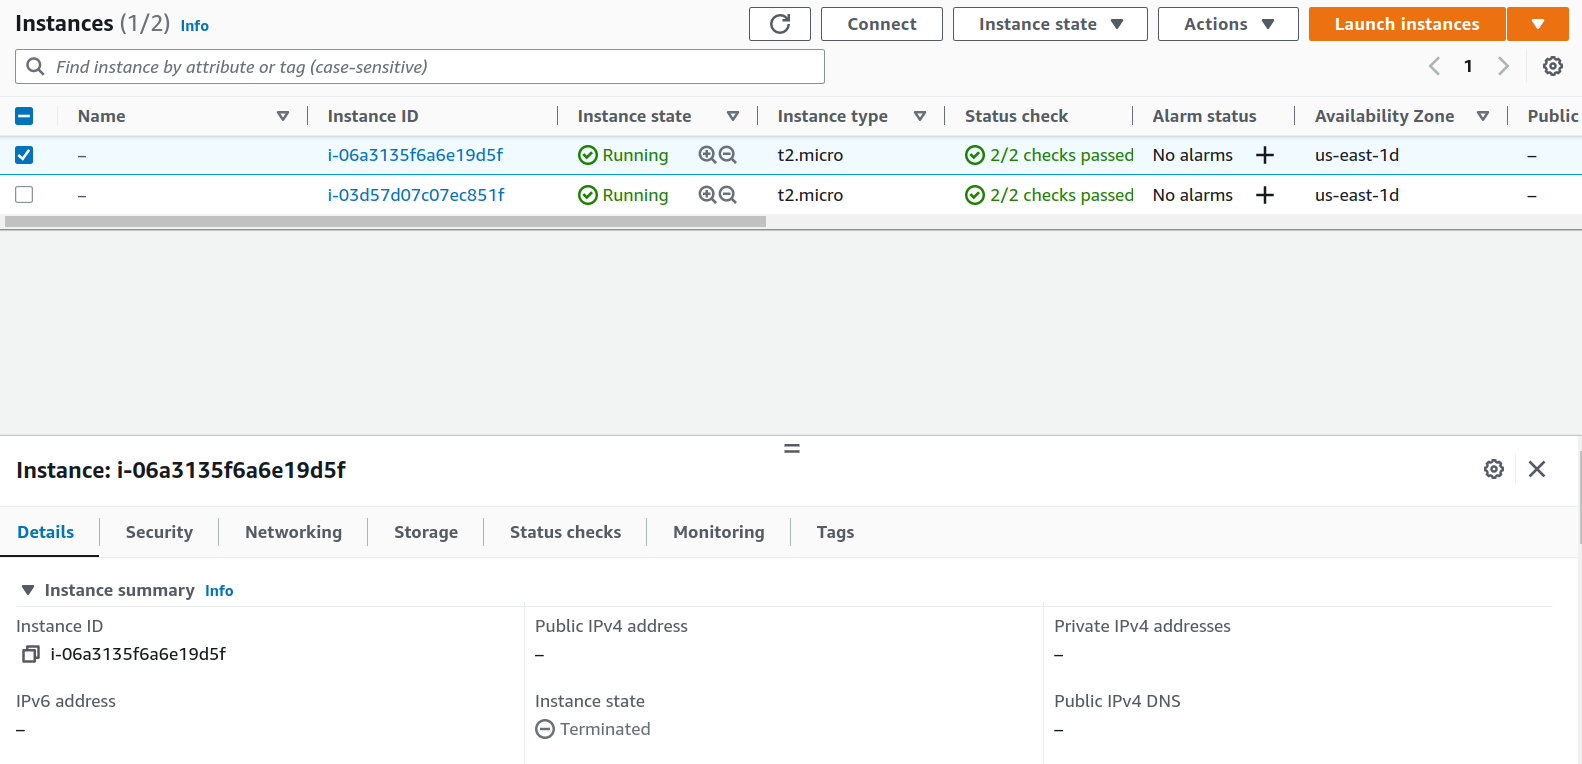 Instances (1/2) Info Connect Instance state Actions Launch instances
Find instance by attribute or tag (case-sensitive) 1
Name Instance ID Instance state Instance type Status check Alarm status Availability Zone Public
– i-06a3135f6a6e19d5f Running t2.micro 2/2 checks passed No alarms + us-east-1d –
– i-03d57d07c07ec851f Running t2.micro 2/2 checks passed No alarms + us-east-1d –
Instance: i-06a3135f6a6e19d5f
Details Security Networking Storage Status checks Monitoring Tags
Instance summary Info
Instance ID Public IPv4 address Private IPv4 addresses
i-06a3135f6a6e19d5f – –
IPv6 address Instance state Public IPv4 DNS
– Terminated –